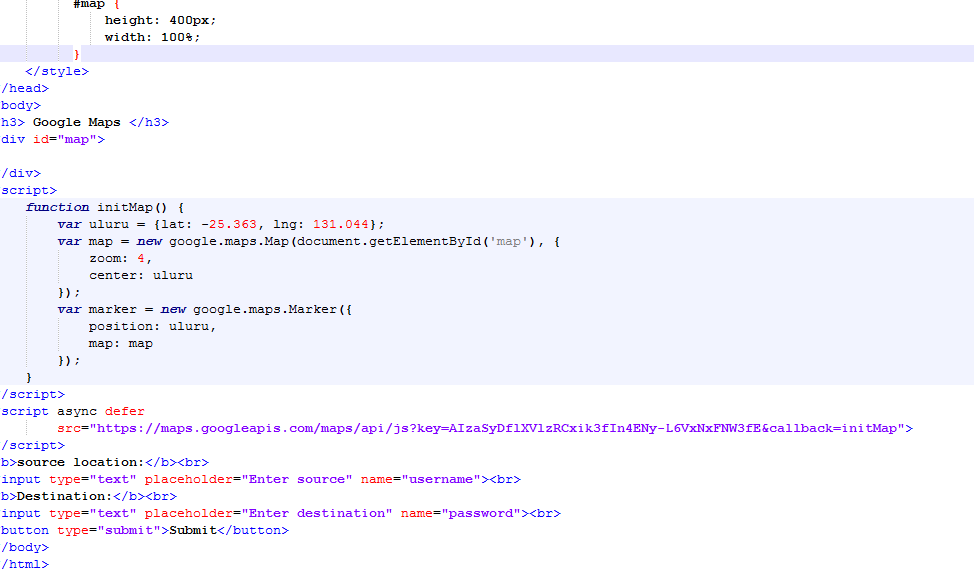 #map {
height: 400px;
width: 100%;
}
</style>
/head>
body>
h3> Google Maps </h3>
div id="map">
/div>
script>
function initMap() {
var uluru = {lat: -25.363, lng: 131.044};
var map = new google.maps.Map(document.getElementById('map'), {
zoom: 4,
center: uluru
});
var marker = new google.maps.Marker({
position: uluru,
map: map
});
}
/script>
script async defer
src="https://maps.googleapis.com/maps/api/js?key=AIzaSyDflXVlzRCxik3fIn4ENy-L6VxNxFNW3fE&callback=initMap">
/script>
b>source location:</b><br>
input type="text" placeholder="Enter source" name="username"><br>
b>Destination:</b><br>
input type="text" placeholder="Enter destination" name="password"><br>
button type="submit">Submit</button>
/body>
/html>